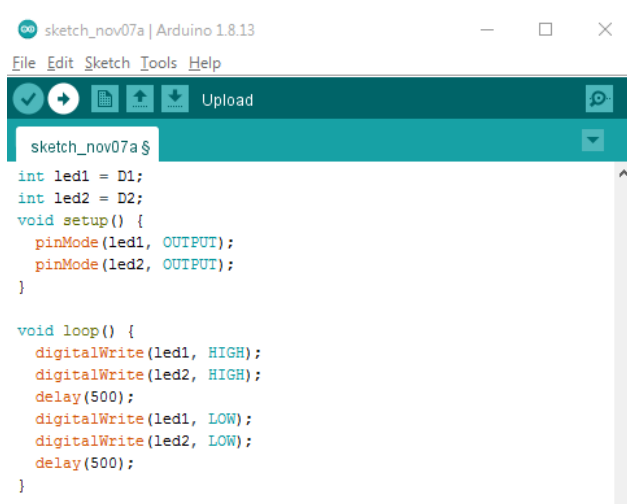 sketch_nov07a | Arduino 1.8.13
File Edit Sketch Tools Help
Upload
sketch_nov07a §
int led1 = D1;
int led2 = D2;
void setup() {
  pinMode(led1, OUTPUT);
  pinMode(led2, OUTPUT);
}

void loop() {
  digitalWrite(led1, HIGH);
  digitalWrite(led2, HIGH);
  delay(500);
  digitalWrite(led1, LOW);
  digitalWrite(led2, LOW);
  delay(500);
}